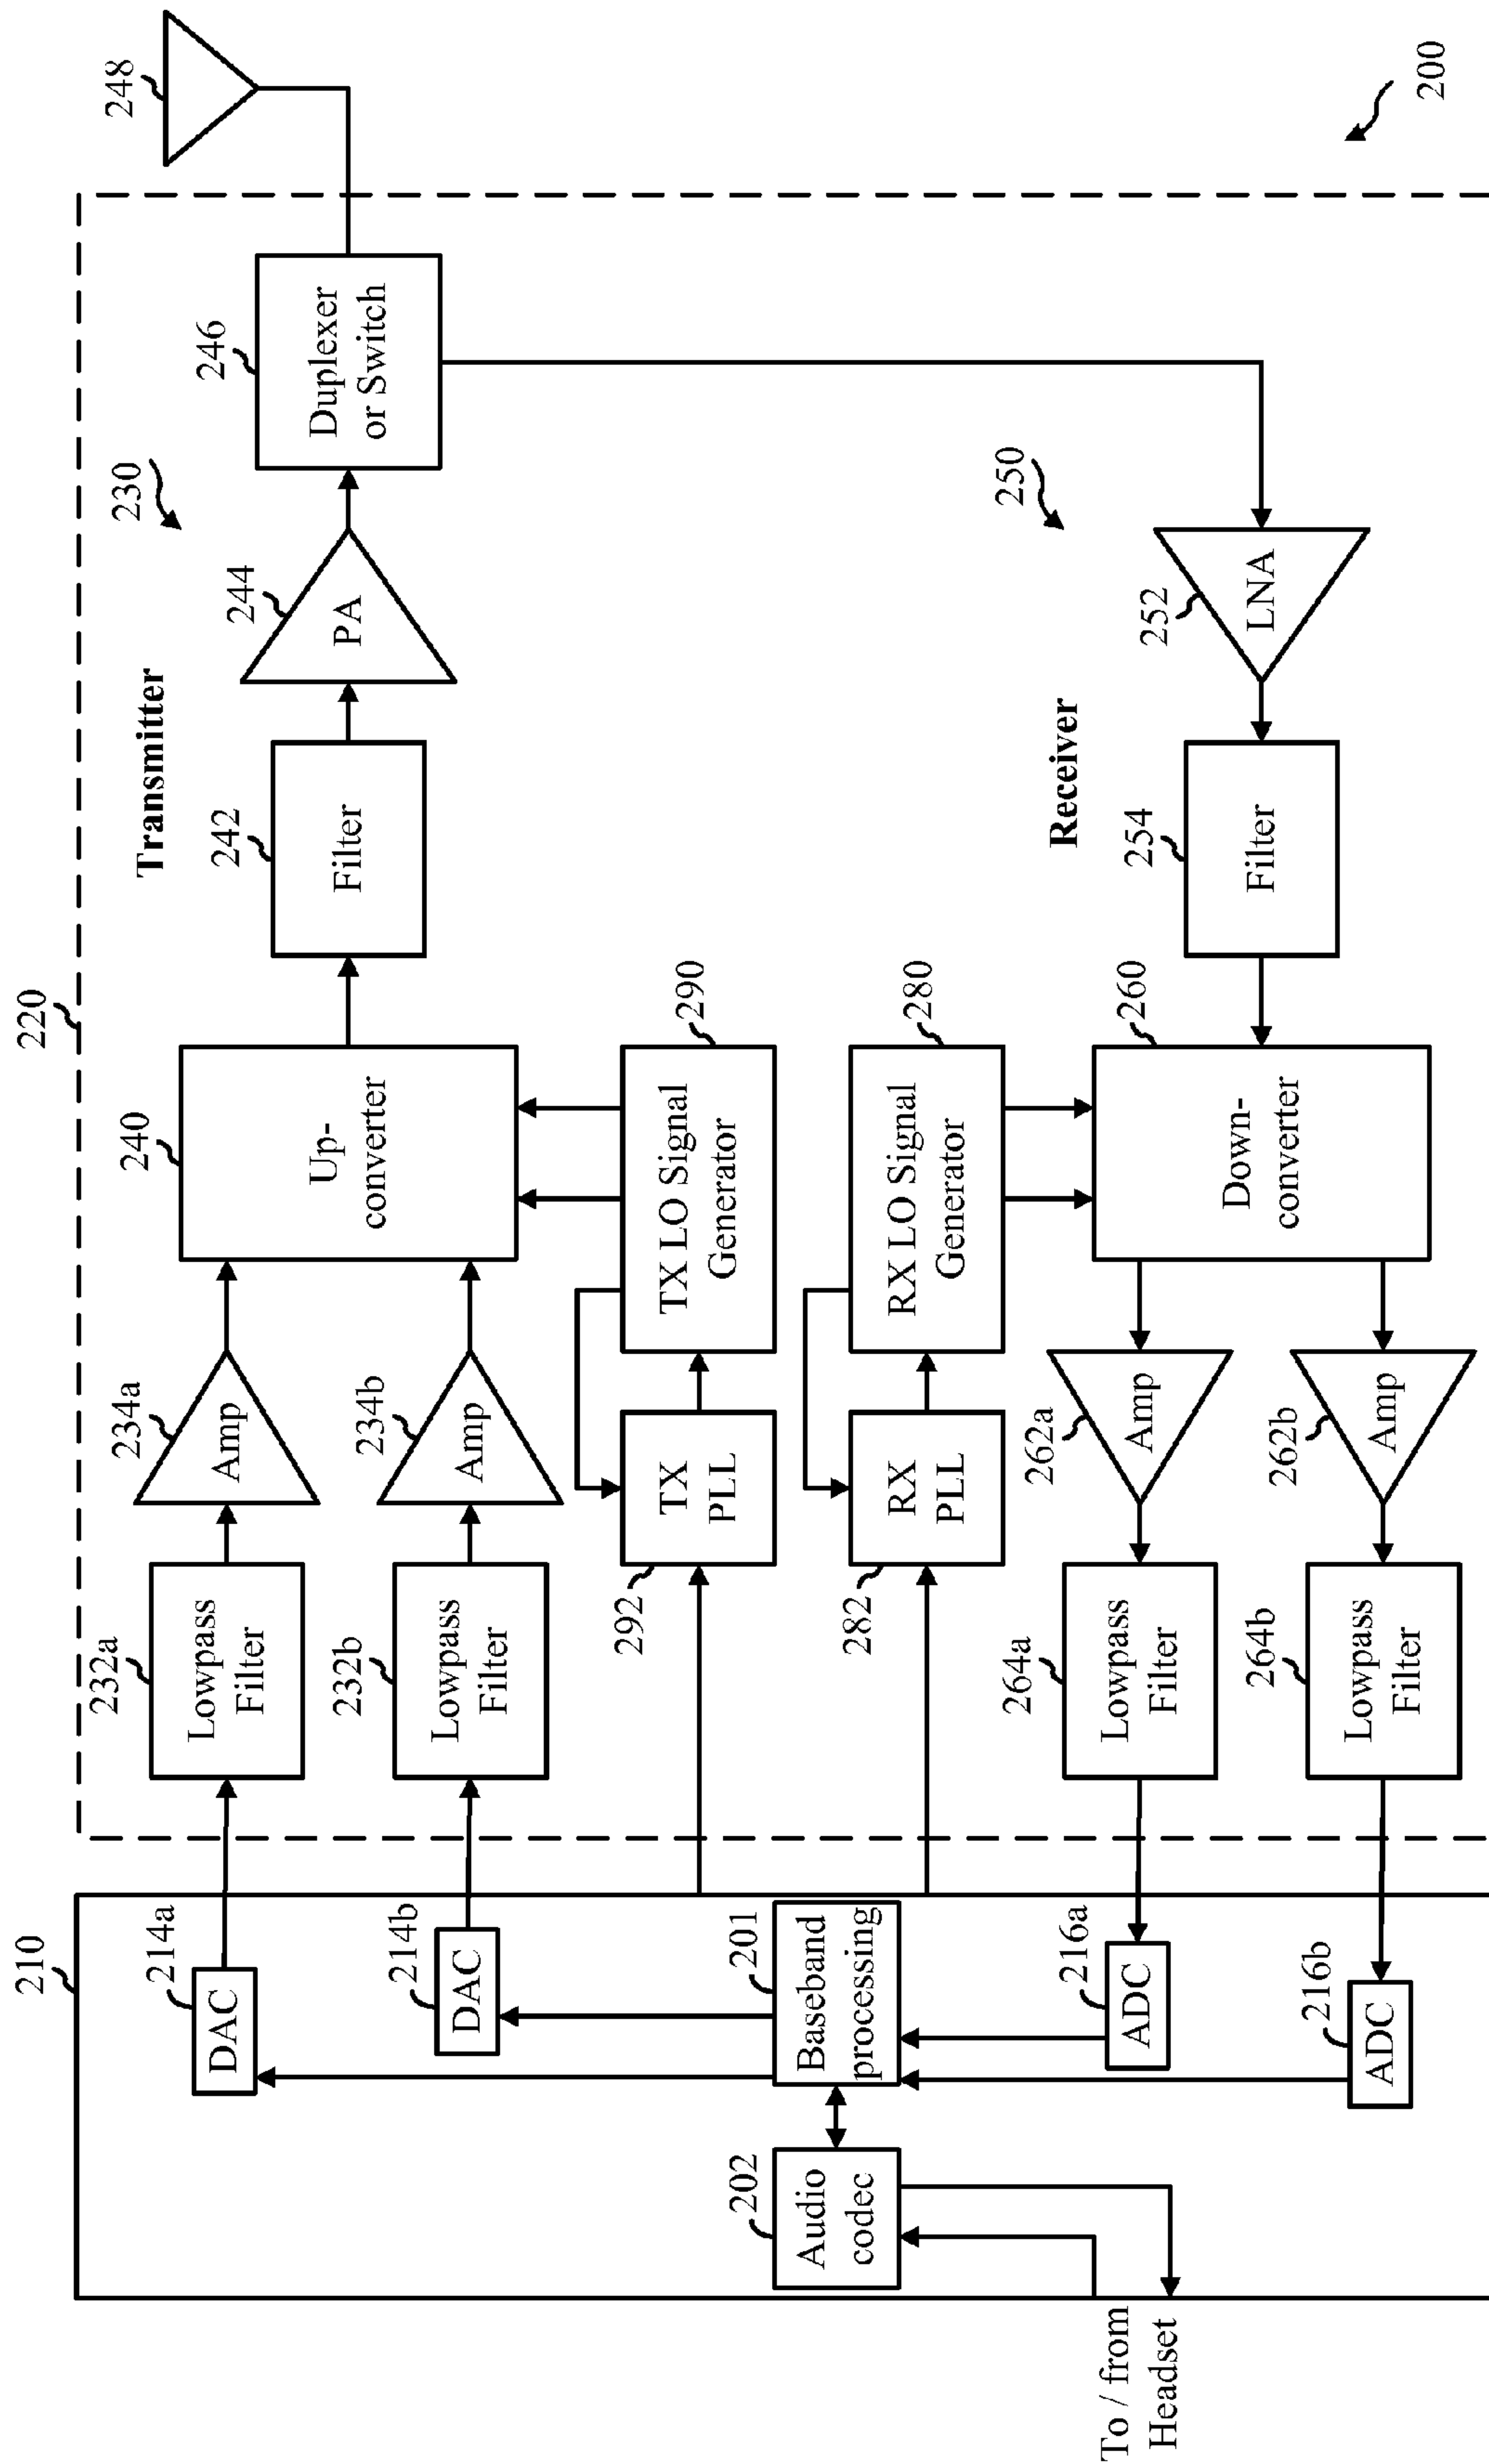 200
248
220
210
Transmitter
230
232a
Lowpass
Filter
234a
Amp
240
Up-
converter
242
Filter
244
PA
246
Duplexer
or Switch
214a
DAC
232b
Lowpass
Filter
234b
Amp
214b
DAC
292
TX
PLL
290
TX LO Signal
Generator
202
Audio
codec
201
Baseband
processing
282
RX
PLL
280
RX LO Signal
Generator
Receiver
250
216a
ADC
264a
Lowpass
Filter
262a
Amp
260
Down-
converter
254
Filter
252
LNA
216b
ADC
264b
Lowpass
Filter
262b
Amp
To / from
Headset